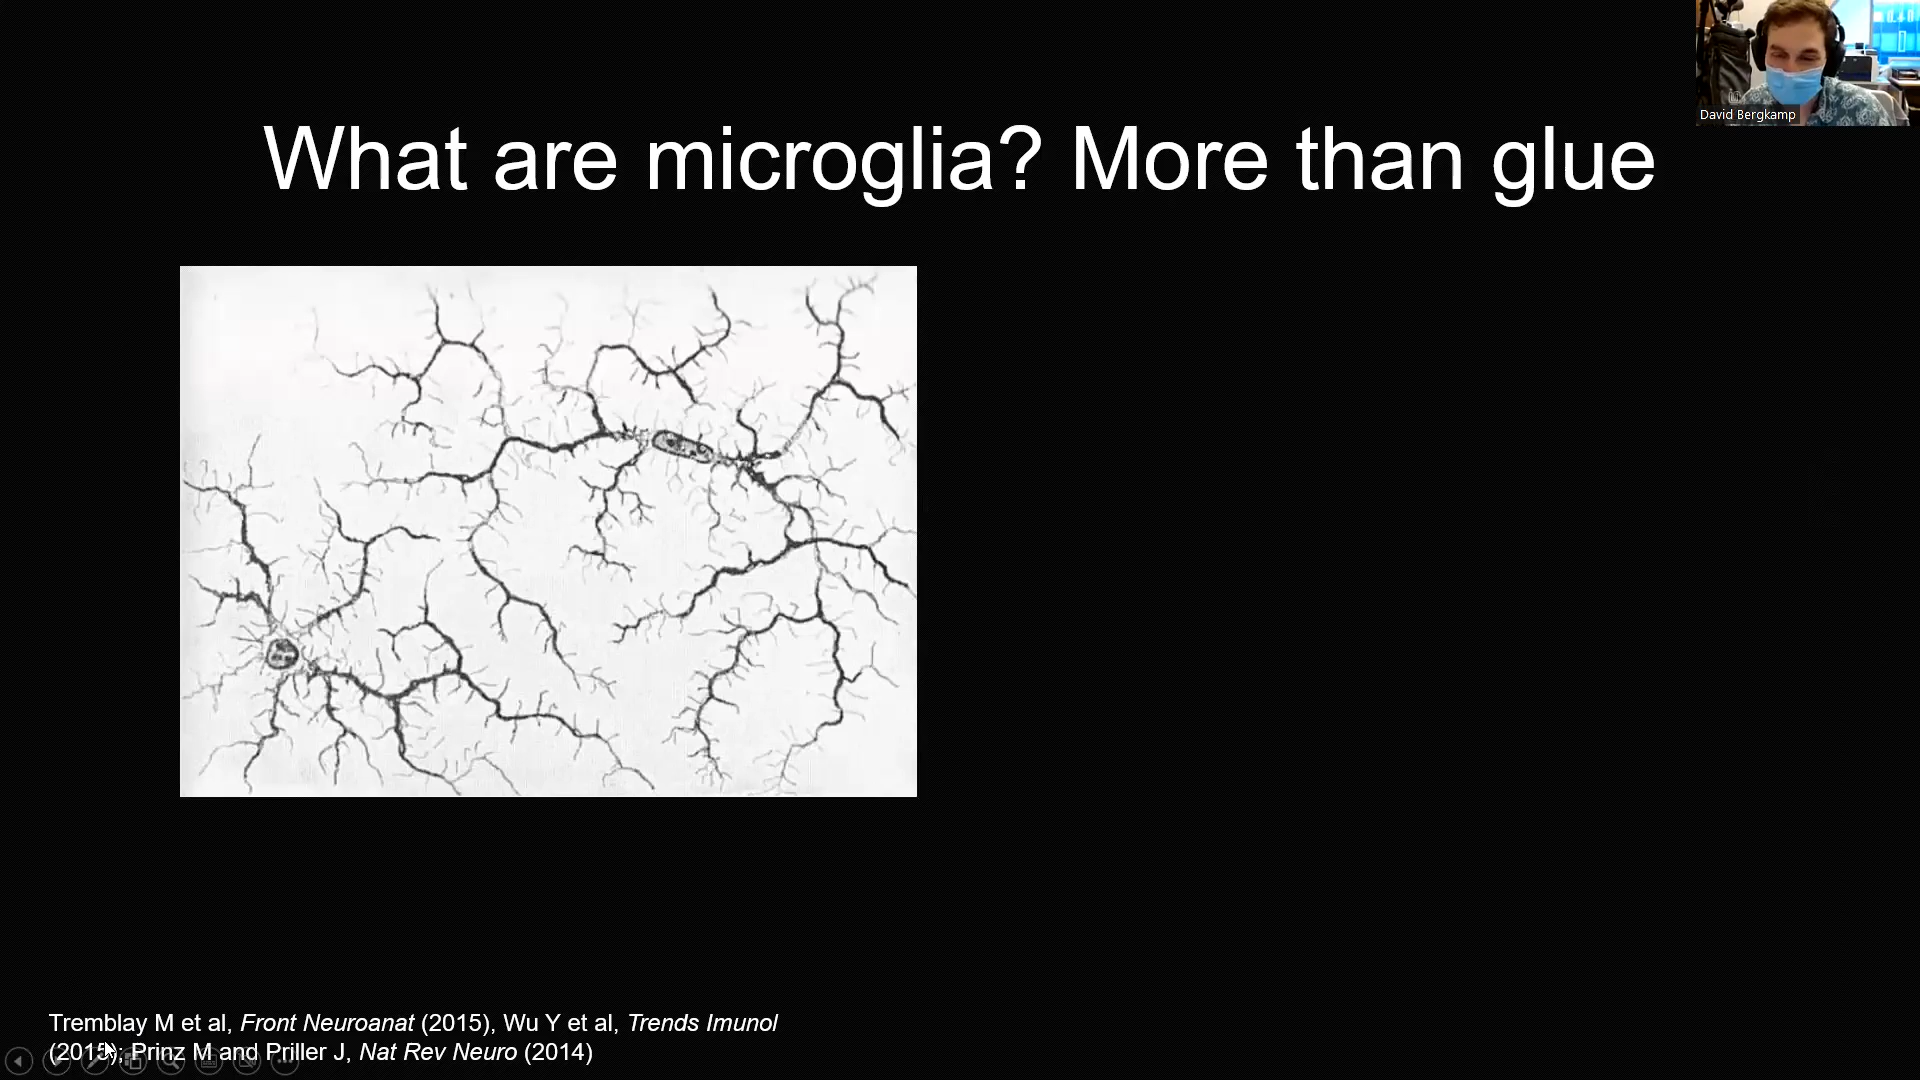 What are microglia? More than glue
David Bergkamp
Tremblay M et al, Front Neuroanat (2015), Wu Y et al, Trends Imunol
(2015); Prinz M and Priller J, Nat Rev Neuro (2014)